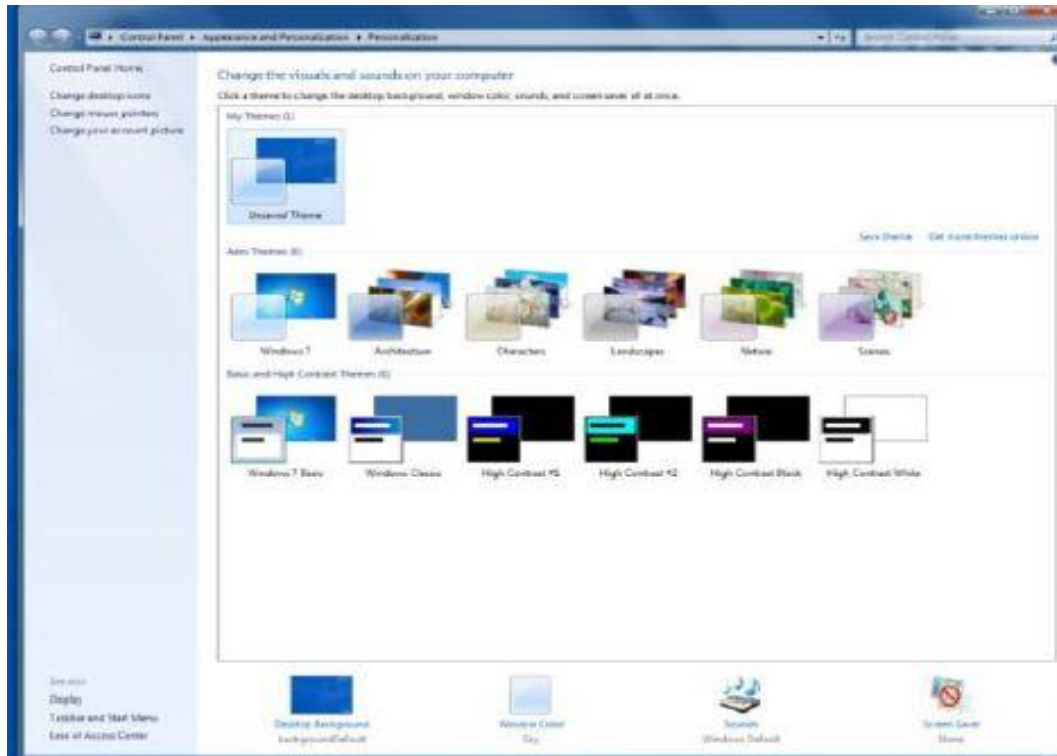 Control Panel ▸ Appearance and Personalization ▸ Personalization
Search Control Panel
Control Panel Home
Change desktop icons
Change mouse pointers
Change your account picture
Change the visuals and sounds on your computer
Click a theme to change the desktop background, window color, sounds, and screen saver all at once.
My Themes (1)
Unsaved Theme
Save theme Get more themes online
Aero Themes (6)
Windows 7 Architecture Characters Landscapes Nature Scenes
Basic and High Contrast Themes (6)
Windows 7 Basic Windows Classic High Contrast #1 High Contrast #2 High Contrast Black High Contrast White
See also
Display
Taskbar and Start Menu
Ease of Access Center
Desktop Background Window Color Sounds Screen Saver
backgroundDefault Sky Windows Default None